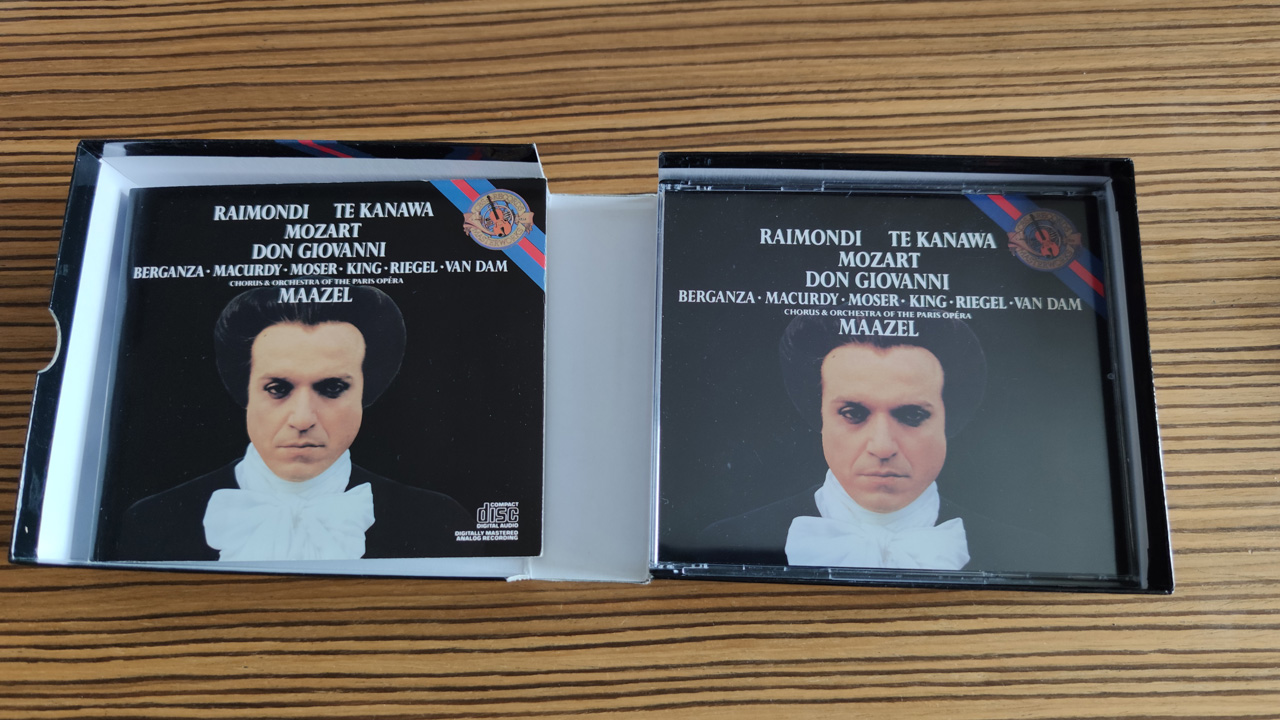 RAIMONDI TE KANAWA
MOZART
DON GIOVANNI
BERGANZA · MACURDY · MOSER · KING · RIEGEL · VAN DAM
CHORUS & ORCHESTRA OF THE PARIS OPÉRA
MAAZEL
COMPACT
disc
DIGITAL AUDIO
DIGITALLY MASTERED
ANALOG RECORDING
RAIMONDI TE KANAWA
MOZART
DON GIOVANNI
BERGANZA · MACURDY · MOSER · KING · RIEGEL · VAN DAM
CHORUS & ORCHESTRA OF THE PARIS OPÉRA
MAAZEL